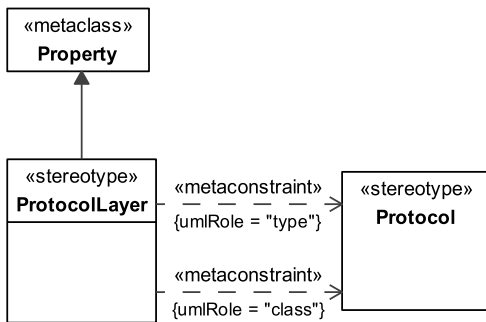 «metaclass»
Property
«stereotype»
ProtocolLayer
«metaconstraint»
{umlRole = "type"}
«stereotype»
Protocol
«metaconstraint»
{umlRole = "class"}